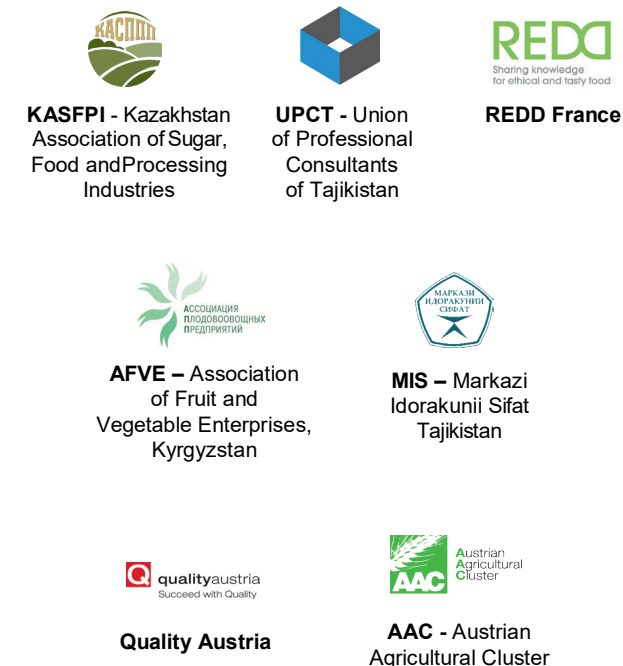 КАСППП
REDD
Sharing knowledge
for ethical and tasty food
KASFPI - Kazakhstan
Association of Sugar,
Food andProcessing
Industries
UPCT - Union
of Professional
Consultants
of Tajikistan
REDD France
АССОЦИАЦИЯ
ПЛОДОВООВОЩНЫХ
ПРЕДПРИЯТИЙ
МАРКАЗИ
ИДОРАКУНИИ
СИФАТ
AFVE – Association
of Fruit and
Vegetable Enterprises,
Kyrgyzstan
MIS – Markazi
Idorakunii Sifat
Tajikistan
Q qualityaustria
Succeed with Quality
AAC
Austrian
Agricultural
Cluster
Quality Austria
AAC - Austrian
Agricultural Cluster